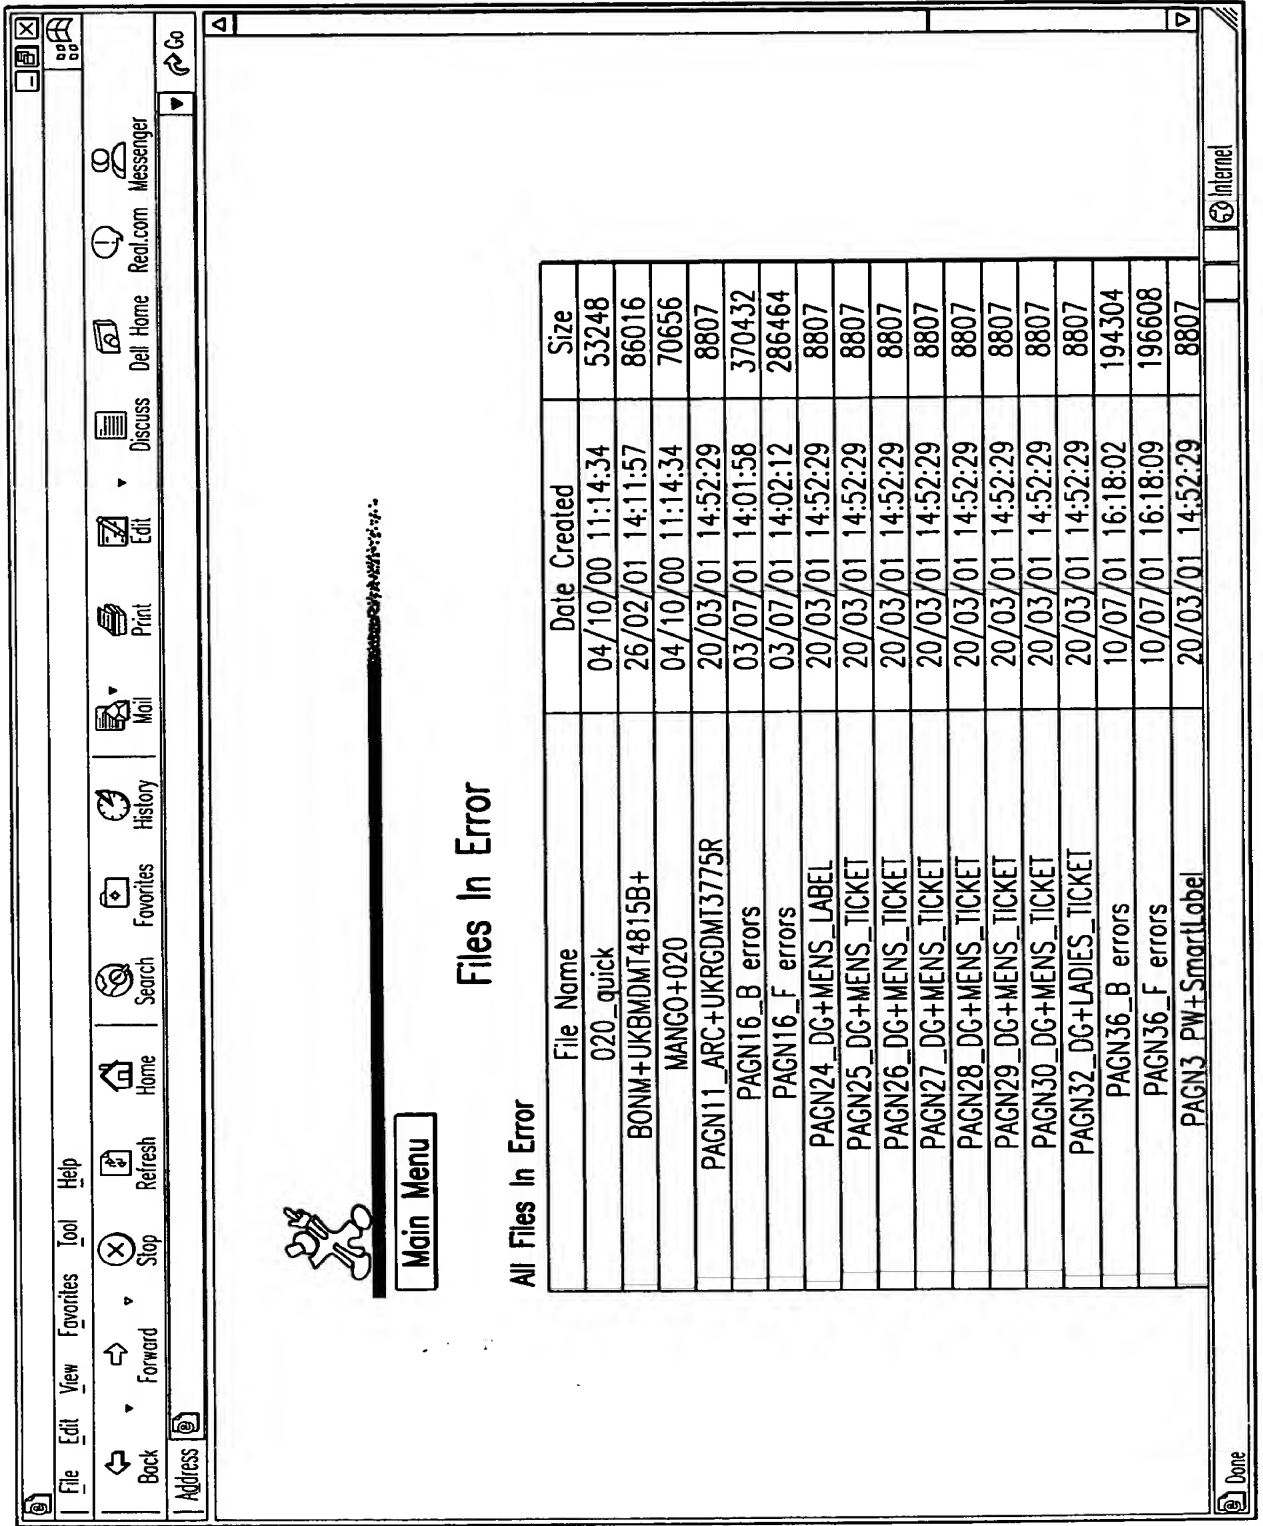 File Edit View Favorites Tool Help
Back Forward Stop Refresh Home Search Favorites History Mail Print Edit Discuss Dell Home Real.com Messenger
Address Go
Main Menu
Files In Error
All Files In Error
File Name Date Created Size
020_quick 04/10/00 11:14:34 53248
BONM+UKBMDMT4815B+ 26/02/01 14:11:57 86016
MANGO+020 04/10/00 11:14:34 70656
PAGN11_ARC+UKRGDMT3775R 20/03/01 14:52:29 8807
PAGN16_B errors 03/07/01 14:01:58 370432
PAGN16_F errors 03/07/01 14:02:12 286464
PAGN24_DG+MENS_LABEL 20/03/01 14:52:29 8807
PAGN25_DG+MENS_TICKET 20/03/01 14:52:29 8807
PAGN26_DG+MENS_TICKET 20/03/01 14:52:29 8807
PAGN27_DG+MENS_TICKET 20/03/01 14:52:29 8807
PAGN28_DG+MENS_TICKET 20/03/01 14:52:29 8807
PAGN29_DG+MENS_TICKET 20/03/01 14:52:29 8807
PAGN30_DG+MENS_TICKET 20/03/01 14:52:29 8807
PAGN32_DG+LADIES_TICKET 20/03/01 14:52:29 8807
PAGN36_B errors 10/07/01 16:18:02 194304
PAGN36_F errors 10/07/01 16:18:09 196608
PAGN3 PW+SmartLabel 20/03/01 14:52:29 8807
Done Internet